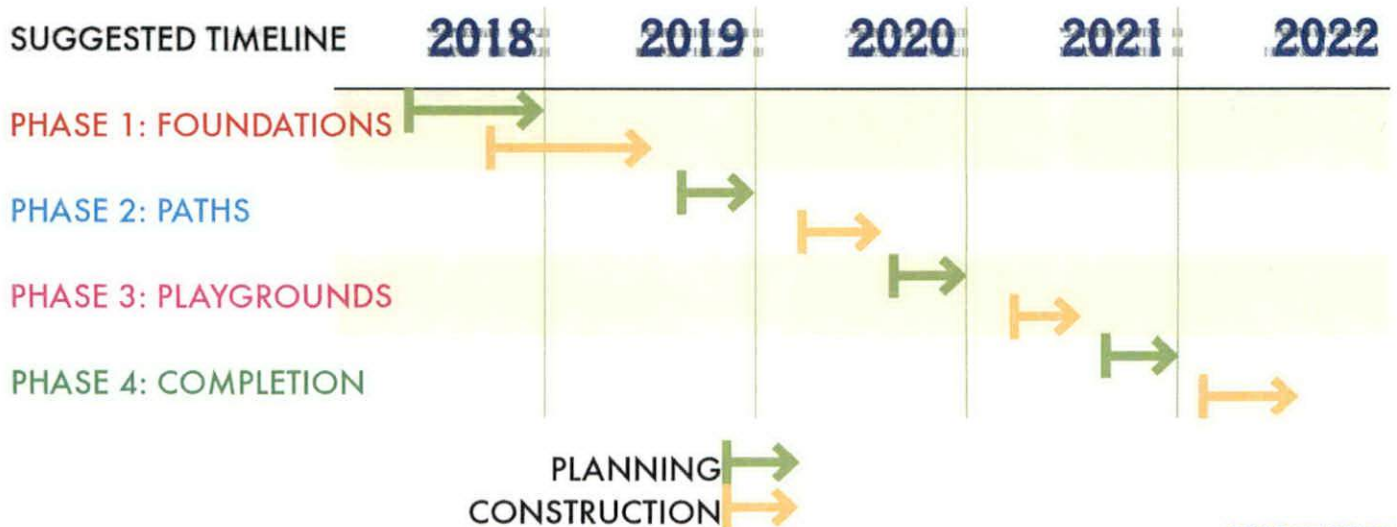 SUGGESTED TIMELINE 2018 2019 2020 2021 2022
PHASE 1: FOUNDATIONS
PHASE 2: PATHS
PHASE 3: PLAYGROUNDS
PHASE 4: COMPLETION
PLANNING
CONSTRUCTION